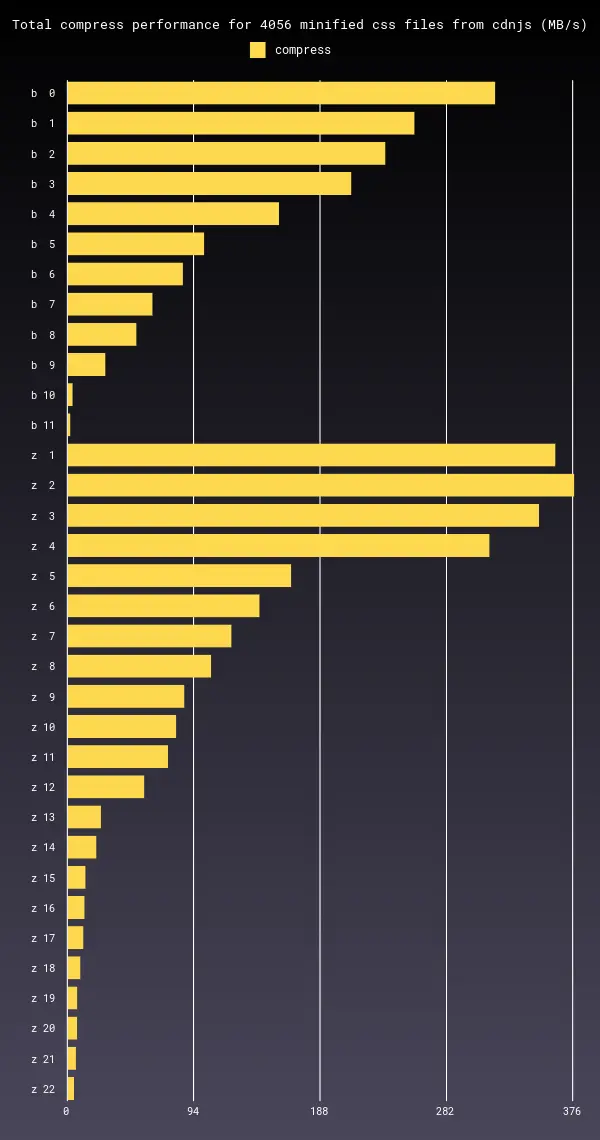 Total compress performance for 4056 minified css files from cdnjs (MB/s)
compress
b 0
b 1
b 2
b 3
b 4
b 5
b 6
b 7
b 8
b 9
b 10
b 11
z 1
z 2
z 3
z 4
z 5
z 6
z 7
z 8
z 9
z 10
z 11
z 12
z 13
z 14
z 15
z 16
z 17
z 18
z 19
z 20
z 21
z 22
0 94 188 282 376